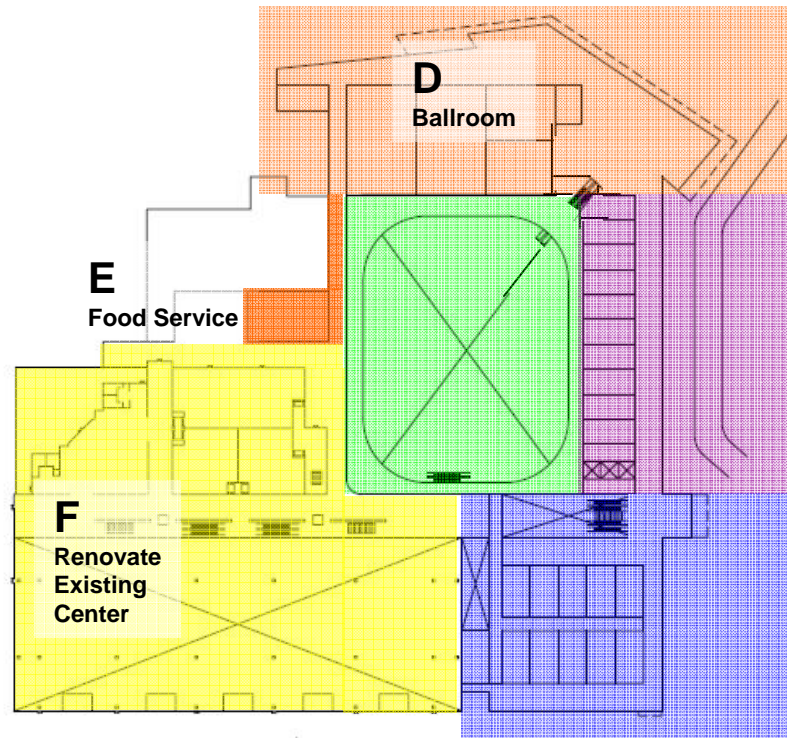 D
Ballroom
E
Food Service
F
Renovate
Existing
Center